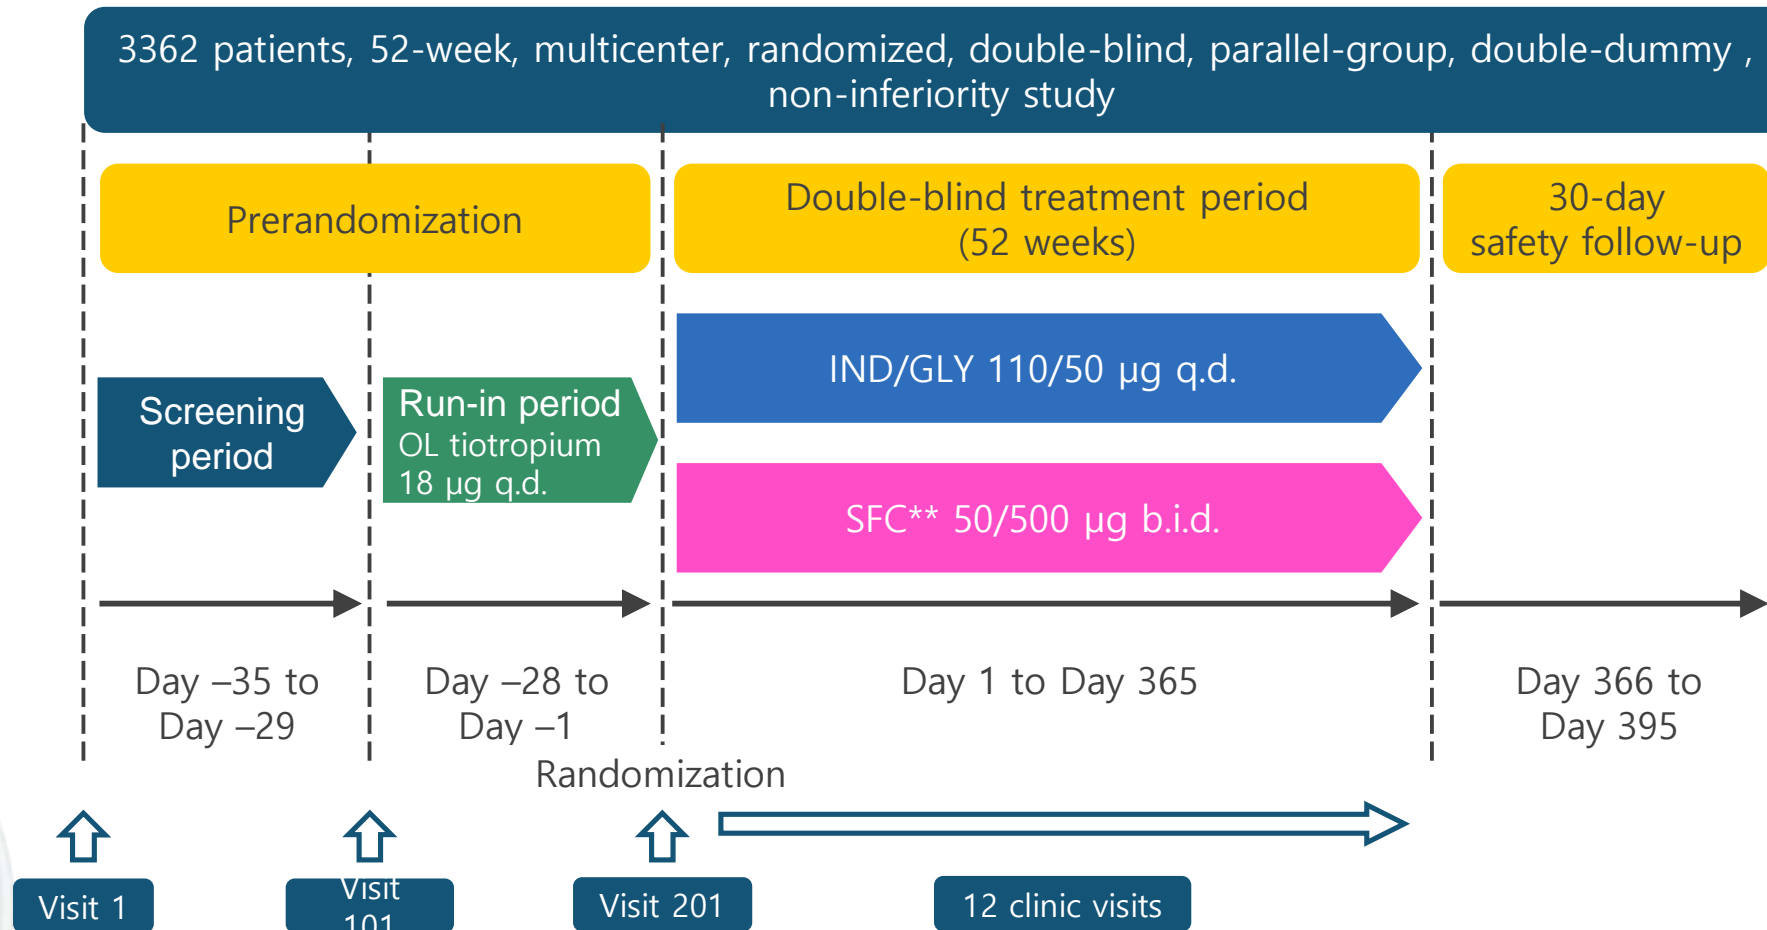 3362 patients, 52-week, multicenter, randomized, double-blind, parallel-group, double-dummy ,
non-inferiority study
Prerandomization
Double-blind treatment period
(52 weeks)
30-day
safety follow-up
Screening
period
Run-in period
OL tiotropium
18 µg q.d.
IND/GLY 110/50 µg q.d.
SFC** 50/500 µg b.i.d.
Day –35 to
Day –29
Day –28 to
Day –1
Day 1 to Day 365
Day 366 to
Day 395
Randomization
Visit 1
Visit
101
Visit 201
12 clinic visits